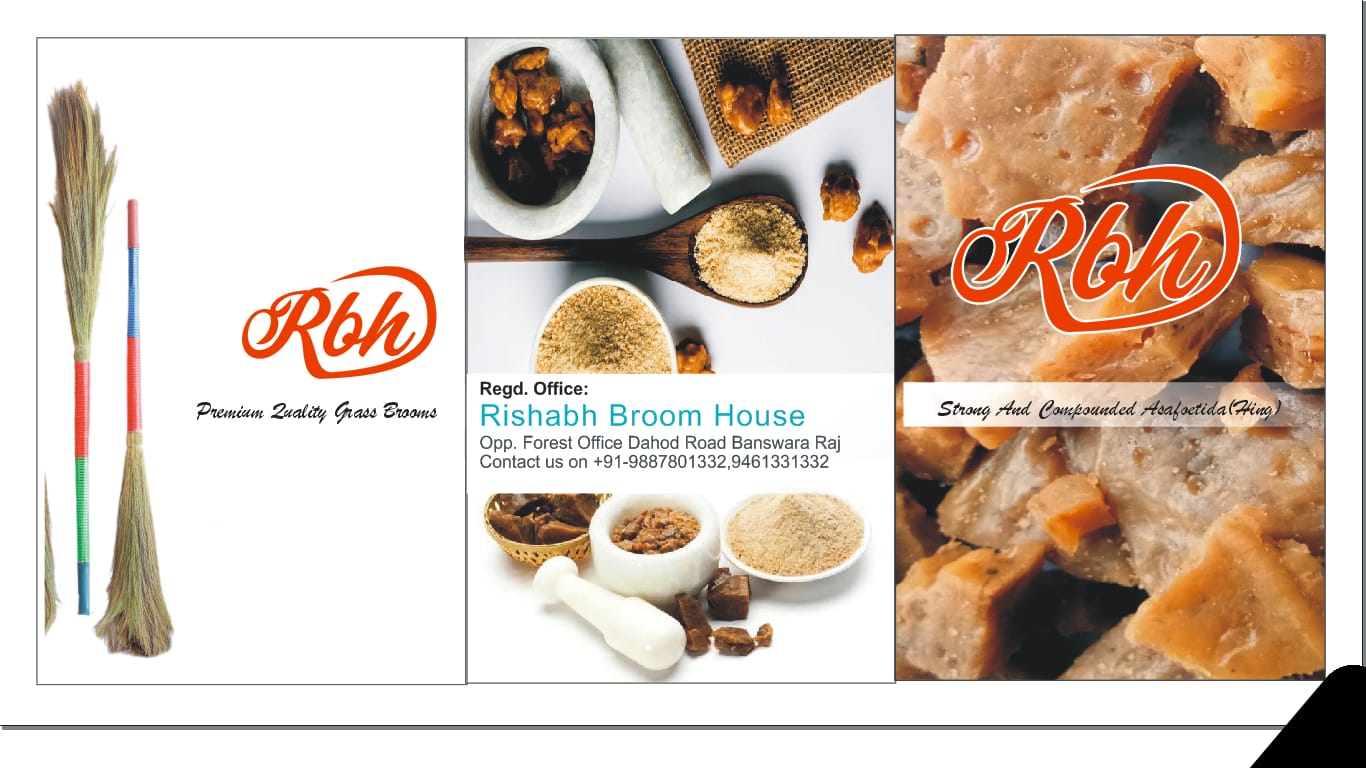 Rbh
Premium Quality Grass Brooms
Regd. Office:
Rishabh Broom House
Opp. Forest Office Dahod Road Banswara Raj
Contact us on +91-9887801332,9461331332
Rbh
Strong And Compounded Asafoetida(Hing)